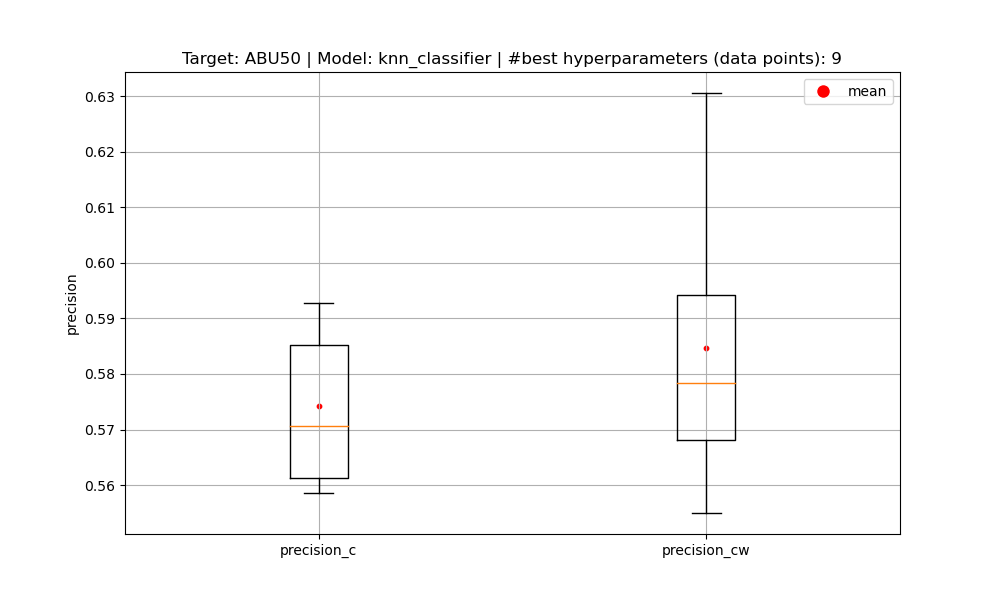 Target: ABU50 | Model: knn_classifier | #best hyperparameters (data points): 9
mean
precision
0.63
0.62
0.61
0.60
0.59
0.58
0.57
0.56
precision_c
precision_cw